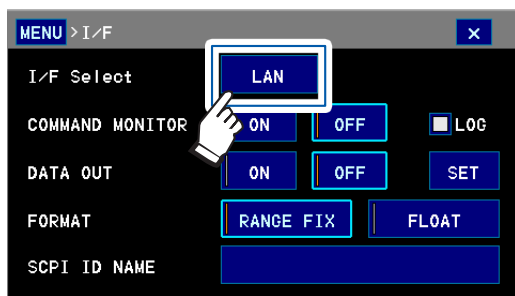 MENU >I/F ×
I/F Select LAN
COMMAND MONITOR ON OFF LOG
DATA OUT ON OFF SET
FORMAT RANGE FIX FLOAT
SCPI ID NAME